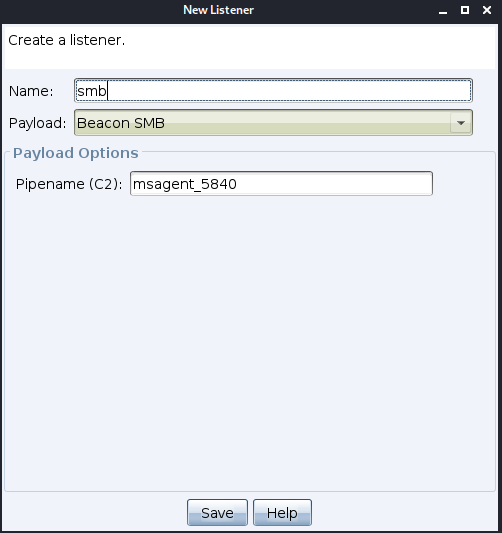 New Listener
Create a listener.
Name: smb
Payload: Beacon SMB
Payload Options
Pipename (C2): msagent_5840
Save Help